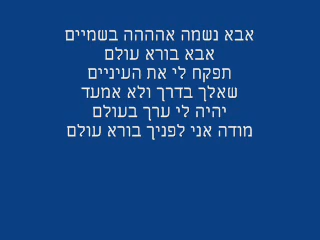 אבא נשמה אהההה בשמיים
אבא בורא עולם
תפקח לי את העיניים
שאלך בדרך ולא אמעד
יהיה לי ערך בעולם
מודה אני לפניך בורא עולם